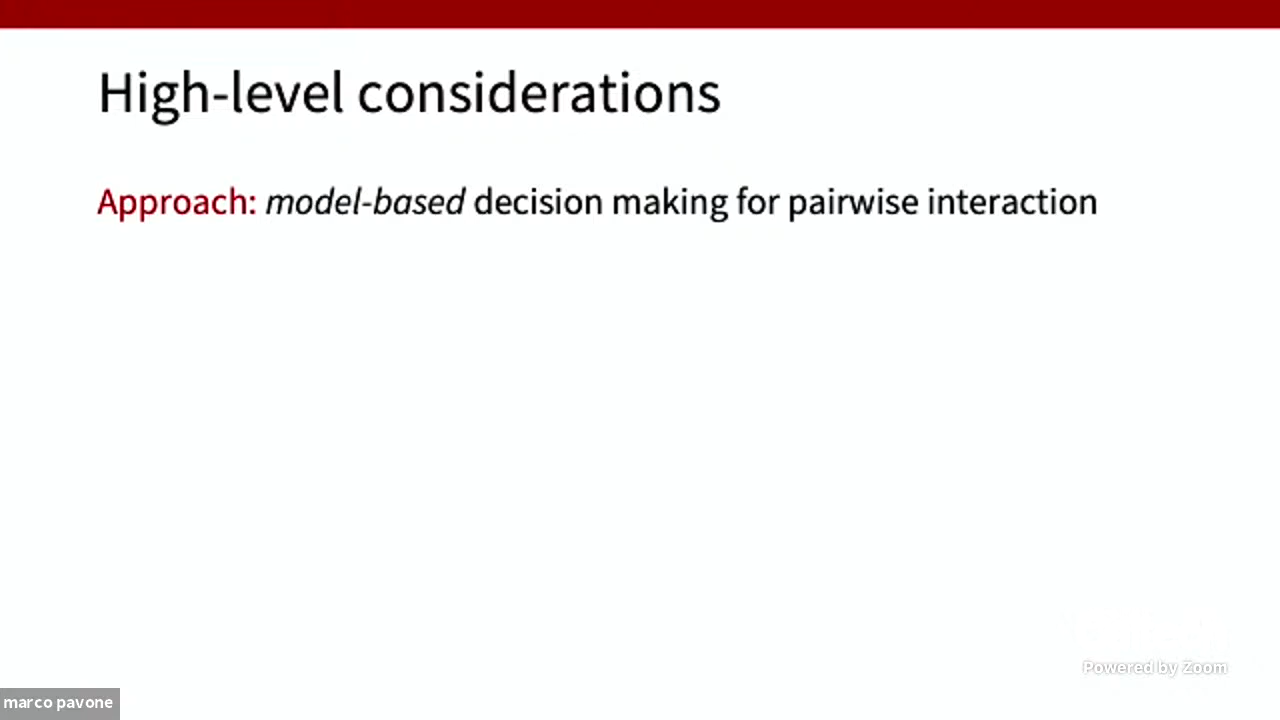 High-level considerations
Approach: model-based decision making for pairwise interaction
Powered by Zoom
marco pavone